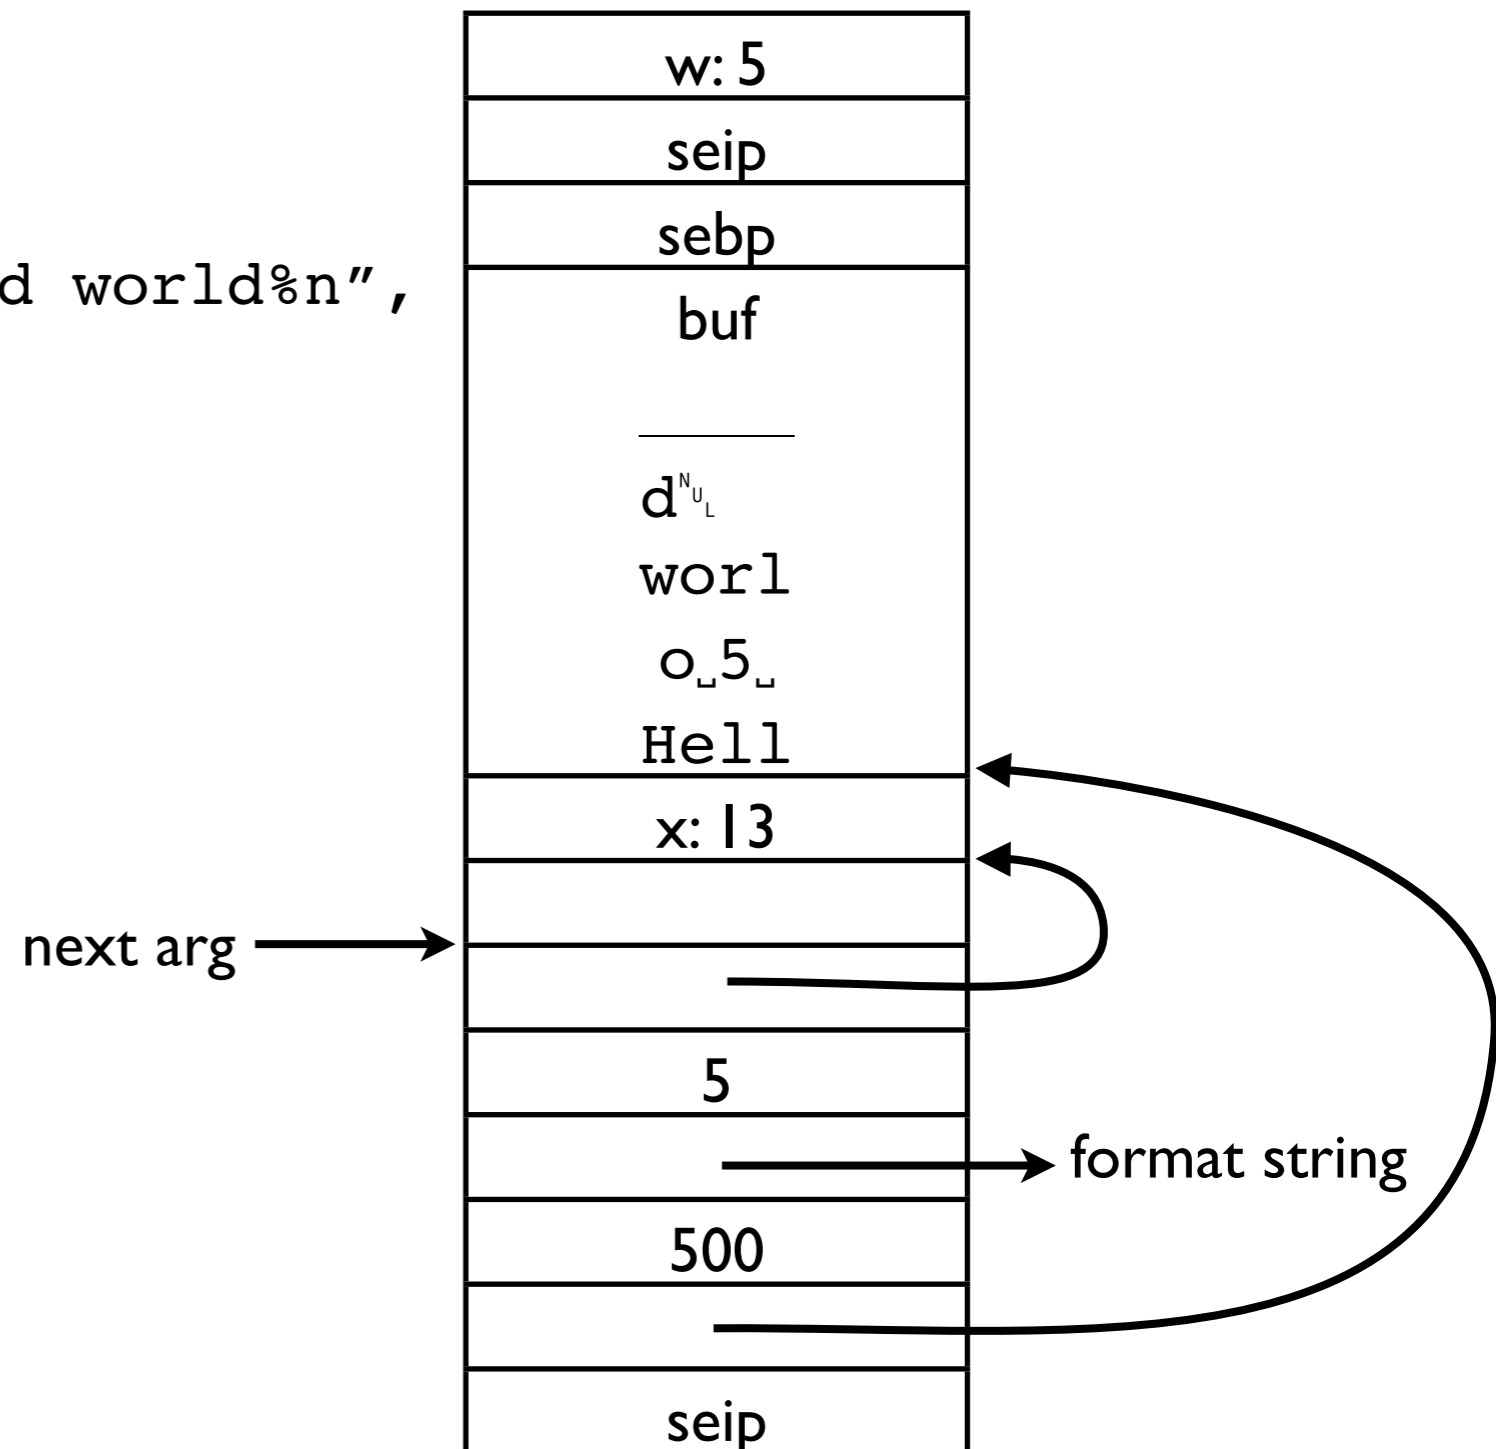 w: 5
seip
sebp
d world%n”,
buf
d␀
worl
o␣5␣
Hell
x: 13
next arg
5
format string
500
seip